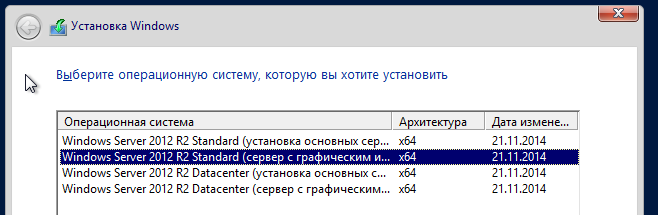 Установка Windows
Выберите операционную систему, которую вы хотите установить
Операционная система Архитектура Дата измене...
Windows Server 2012 R2 Standard (установка основных сер... x64 21.11.2014
Windows Server 2012 R2 Standard (сервер с графическим и... x64 21.11.2014
Windows Server 2012 R2 Datacenter (установка основных с... x64 21.11.2014
Windows Server 2012 R2 Datacenter (сервер с графическим... x64 21.11.2014